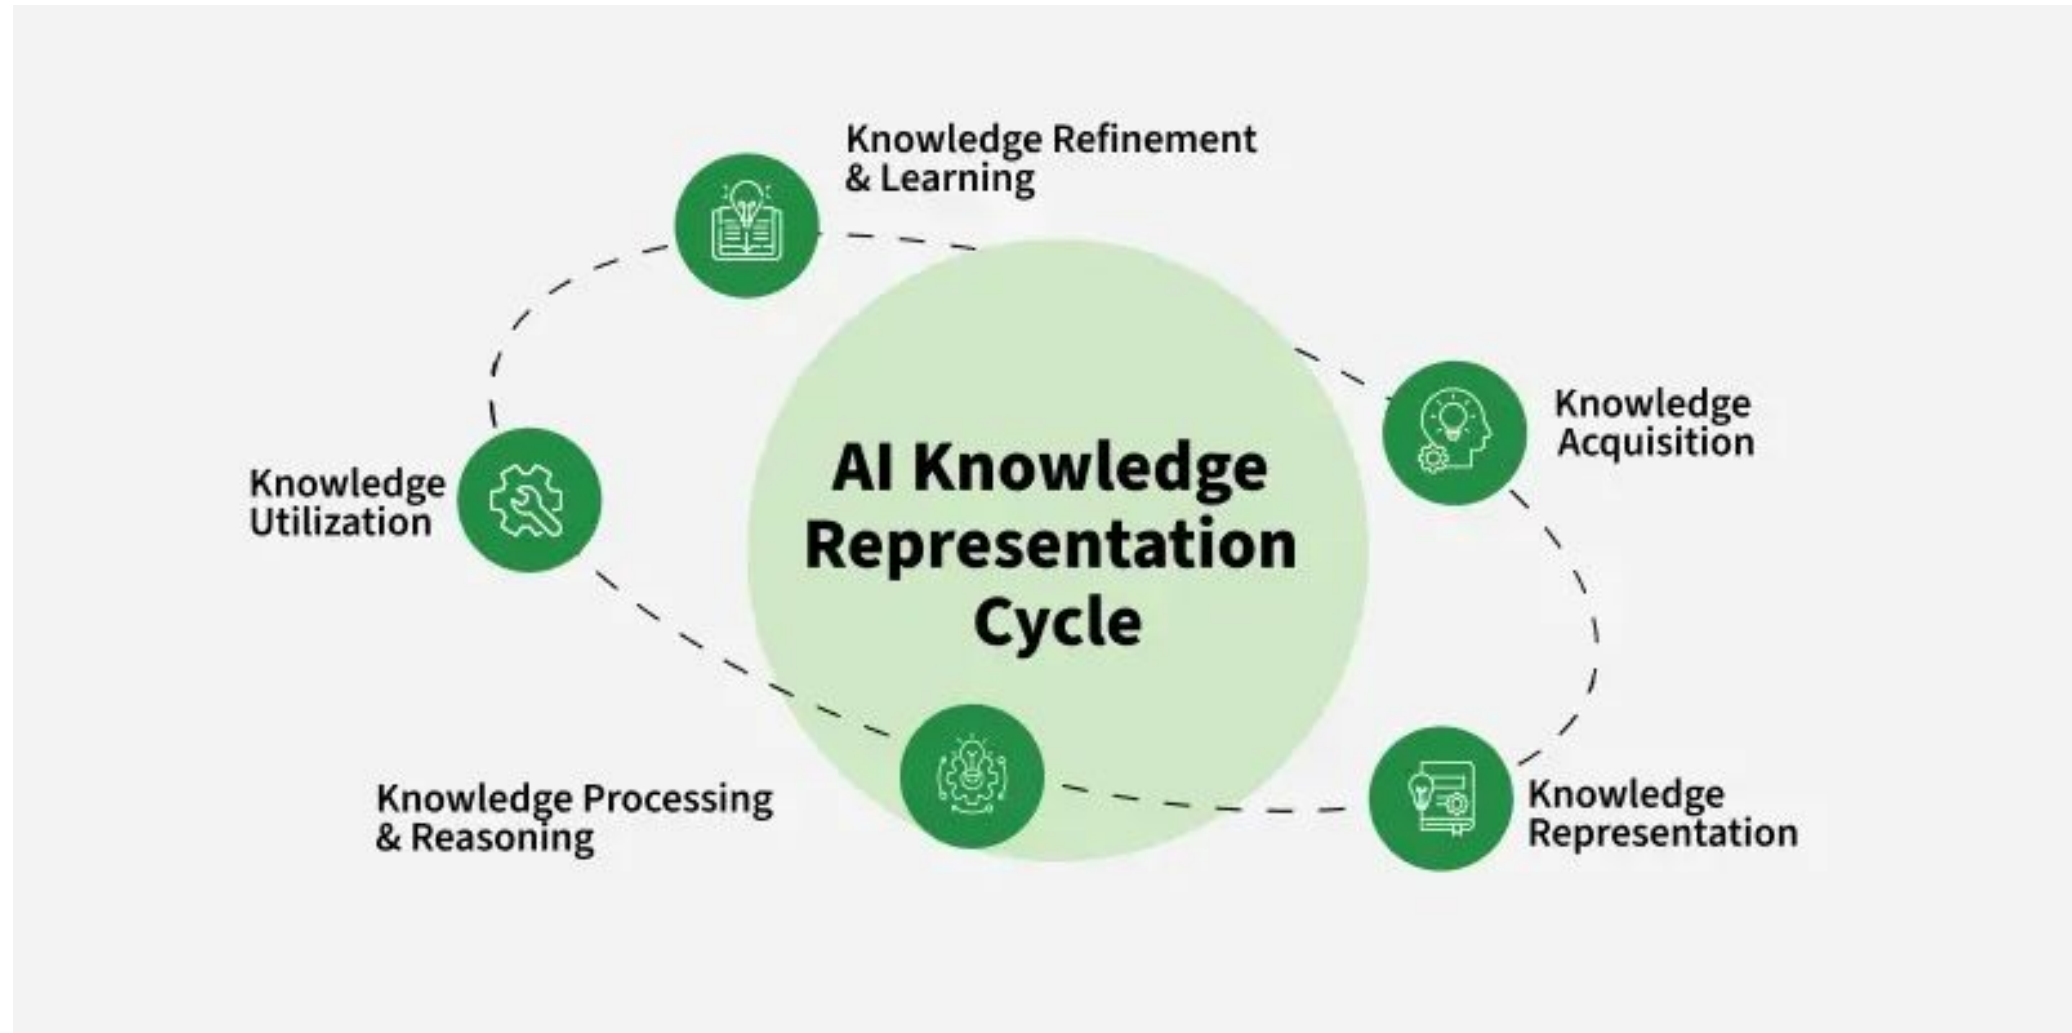 Knowledge Refinement
& Learning
Knowledge
Acquisition
AI Knowledge
Representation
Cycle
Knowledge
Utilization
Knowledge Processing
& Reasoning
Knowledge
Representation